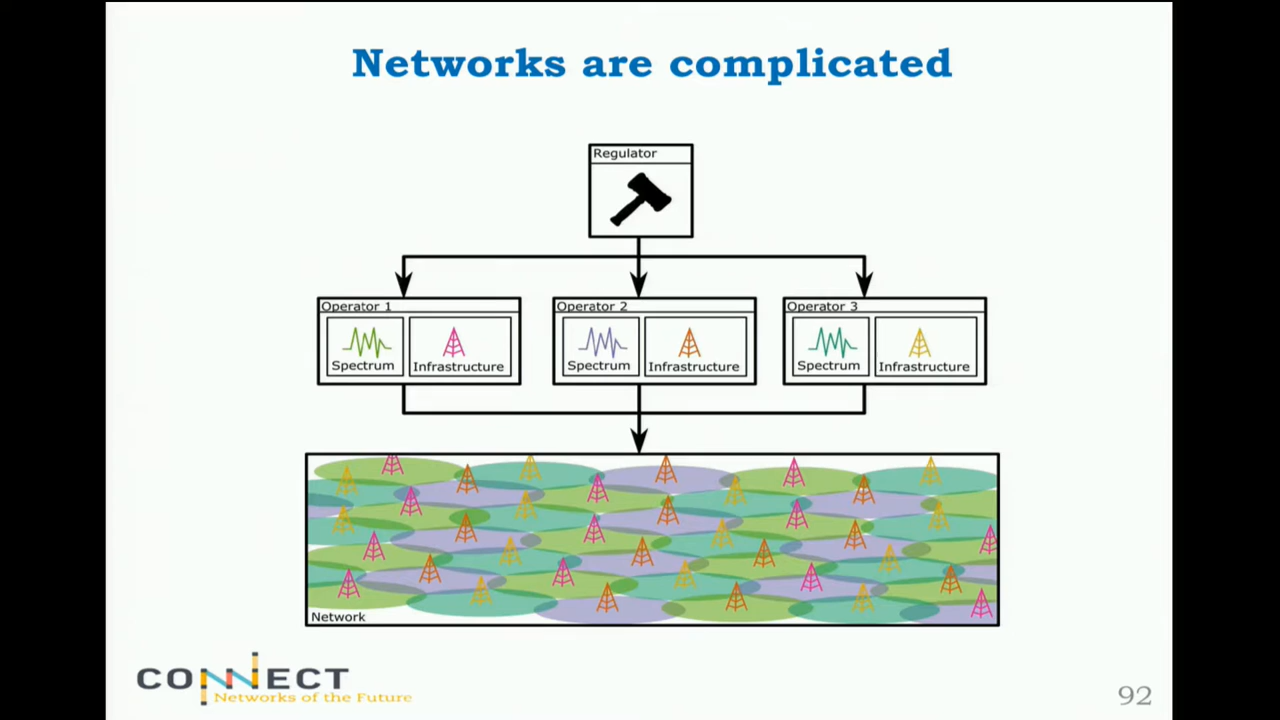 Networks are complicated
Regulator
Operator 1
Spectrum
Infrastructure
Operator 2
Spectrum
Infrastructure
Operator 3
Spectrum
Infrastructure
Network
CONNECT
Networks of the Future
92